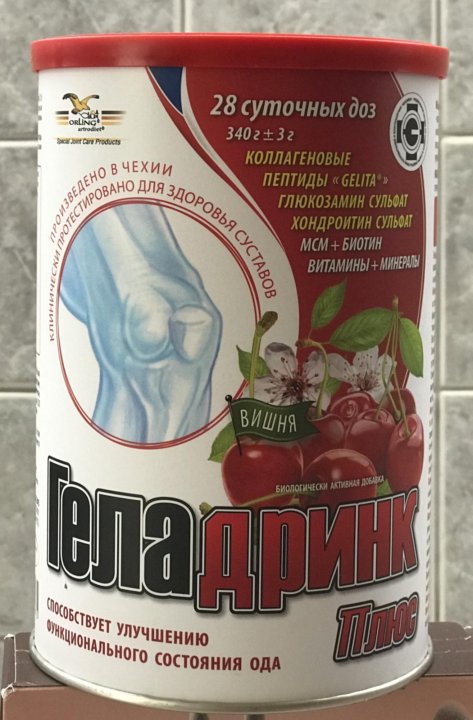 ORLING®
artrodiet®
Special Joint Care Products
28 суточных доз
340 г ± 3 г
КОЛЛАГЕНОВЫЕ
ПЕПТИДЫ «GELITA®»
ГЛЮКОЗАМИН СУЛЬФАТ
ХОНДРОИТИН СУЛЬФАТ
МСМ + БИОТИН
ВИТАМИНЫ + МИНЕРАЛЫ
ПРОИЗВЕДЕНО В ЧЕХИИ
КЛИНИЧЕСКИ ПРОТЕСТИРОВАНО ДЛЯ ЗДОРОВЬЯ СУСТАВОВ
ВИШНЯ
БИОЛОГИЧЕСКИ АКТИВНАЯ ДОБАВКА
Геладринк
Плюс
СПОСОБСТВУЕТ УЛУЧШЕНИЮ
ФУНКЦИОНАЛЬНОГО СОСТОЯНИЯ ОДА